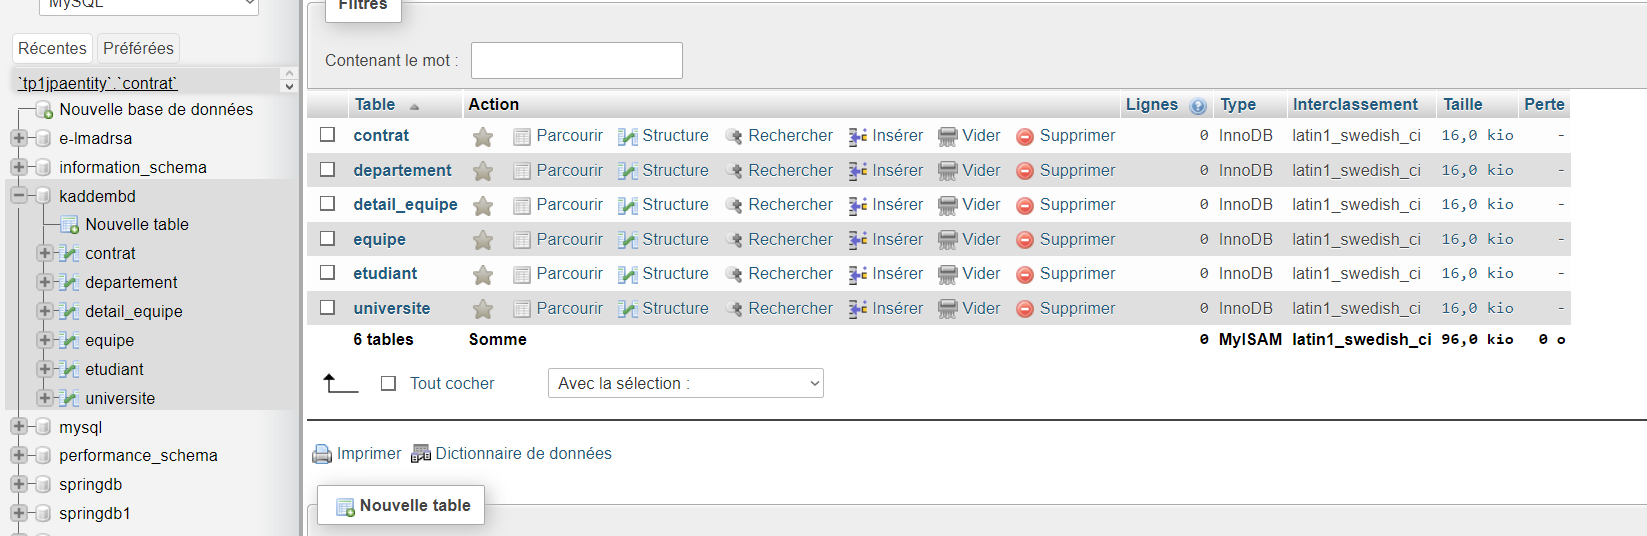 MySQL
Récentes Préférées
`tp1jpaentity`.`contrat`
Nouvelle base de données
e-lmadrsa
information_schema
kaddembd
Nouvelle table
contrat
departement
detail_equipe
equipe
etudiant
universite
mysql
performance_schema
springdb
springdb1
Filtres
Contenant le mot :
Table Action Lignes Type Interclassement Taille Perte
contrat Parcourir Structure Rechercher Insérer Vider Supprimer 0 InnoDB latin1_swedish_ci 16,0 kio -
departement Parcourir Structure Rechercher Insérer Vider Supprimer 0 InnoDB latin1_swedish_ci 16,0 kio -
detail_equipe Parcourir Structure Rechercher Insérer Vider Supprimer 0 InnoDB latin1_swedish_ci 16,0 kio -
equipe Parcourir Structure Rechercher Insérer Vider Supprimer 0 InnoDB latin1_swedish_ci 16,0 kio -
etudiant Parcourir Structure Rechercher Insérer Vider Supprimer 0 InnoDB latin1_swedish_ci 16,0 kio -
universite Parcourir Structure Rechercher Insérer Vider Supprimer 0 InnoDB latin1_swedish_ci 16,0 kio -
6 tables Somme 0 MyISAM latin1_swedish_ci 96,0 kio 0 o
Tout cocher Avec la sélection :
Imprimer Dictionnaire de données
Nouvelle table